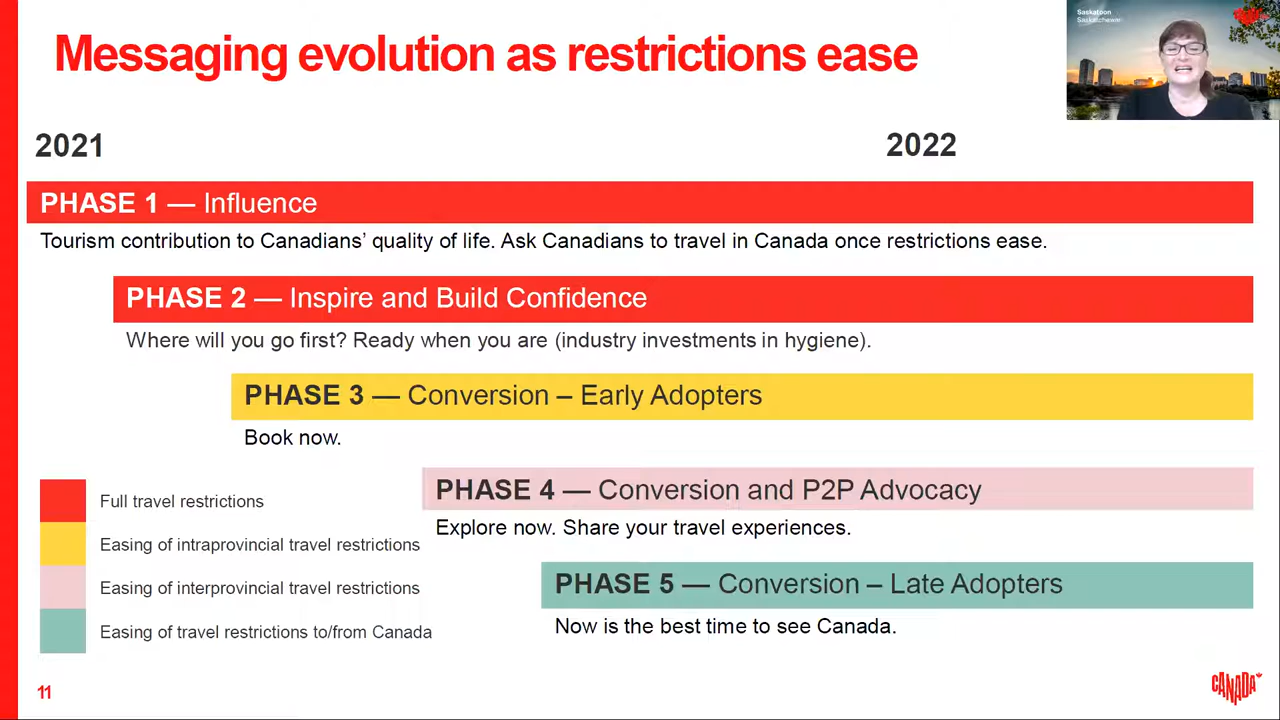 Messaging evolution as restrictions ease
Saskatoon
Saskatchewan
2021
2022
PHASE 1 — Influence
Tourism contribution to Canadians’ quality of life. Ask Canadians to travel in Canada once restrictions ease.
PHASE 2 — Inspire and Build Confidence
Where will you go first? Ready when you are (industry investments in hygiene).
PHASE 3 — Conversion – Early Adopters
Book now.
PHASE 4 — Conversion and P2P Advocacy
Explore now. Share your travel experiences.
PHASE 5 — Conversion – Late Adopters
Now is the best time to see Canada.
Full travel restrictions
Easing of intraprovincial travel restrictions
Easing of interprovincial travel restrictions
Easing of travel restrictions to/from Canada
11
CANADA